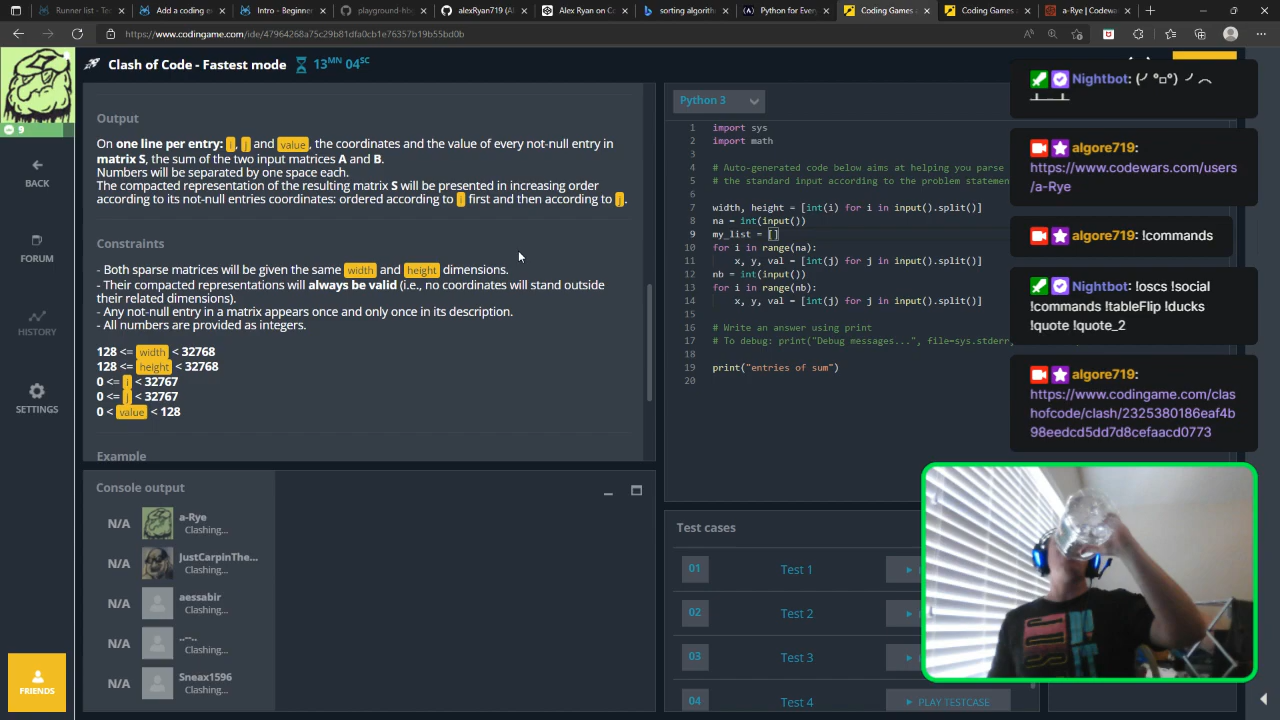 Runner list - Tec
Add a coding ex
Intro - Beginner
playground-hbg
alexRyan719 (Al
Alex Ryan on Co
sorting algorith
Python for Every
Coding Games a
Coding Games a
a-Rye | Codewar
https://www.codingame.com/ide/47964268a75c29b81dfa0cb1e76357b19b55bd0b
Clash of Code - Fastest mode 13MN 04SC
9
BACK
FORUM
HISTORY
SETTINGS
FRIENDS
Output
On one line per entry: i, j and value, the coordinates and the value of every not-null entry in
matrix S, the sum of the two input matrices A and B.
Numbers will be separated by one space each.
The compacted representation of the resulting matrix S will be presented in increasing order
according to its not-null entries coordinates: ordered according to i first and then according to j.
Constraints
- Both sparse matrices will be given the same width and height dimensions.
- Their compacted representations will always be valid (i.e., no coordinates will stand outside
their related dimensions).
- Any not-null entry in a matrix appears once and only once in its description.
- All numbers are provided as integers.
128 <= width < 32768
128 <= height < 32768
0 <= i < 32767
0 <= j < 32767
0 < value < 128
Example
Console output
N/A a-Rye
Clashing...
N/A JustCarpinThe...
Clashing...
N/A aessabir
Clashing...
N/A ..--..
Clashing...
N/A Sneax1596
Clashing...
Python 3
1 import sys
2 import math
3
4 # Auto-generated code below aims at helping you parse
5 # the standard input according to the problem statemen
6
7 width, height = [int(i) for i in input().split()]
8 na = int(input())
9 my_list = []
10 for i in range(na):
11 x, y, val = [int(j) for j in input().split()]
12 nb = int(input())
13 for i in range(nb):
14 x, y, val = [int(j) for j in input().split()]
15
16 # Write an answer using print
17 # To debug: print("Debug messages...", file=sys.stderr,
18
19 print("entries of sum")
20
Test cases
01 Test 1
02 Test 2
03 Test 3
04 Test 4 PLAY TESTCASE
Nightbot: (╯°□°)╯︵
┻━┻
algore719:
https://www.codewars.com/users
/a-Rye
algore719: !commands
Nightbot: !oscs !social
!commands !tableFlip !ducks
!quote !quote_2
algore719:
https://www.codingame.com/clas
hofcode/clash/2325380186eaf4b
98eedcd5dd7d8cefaacd0773